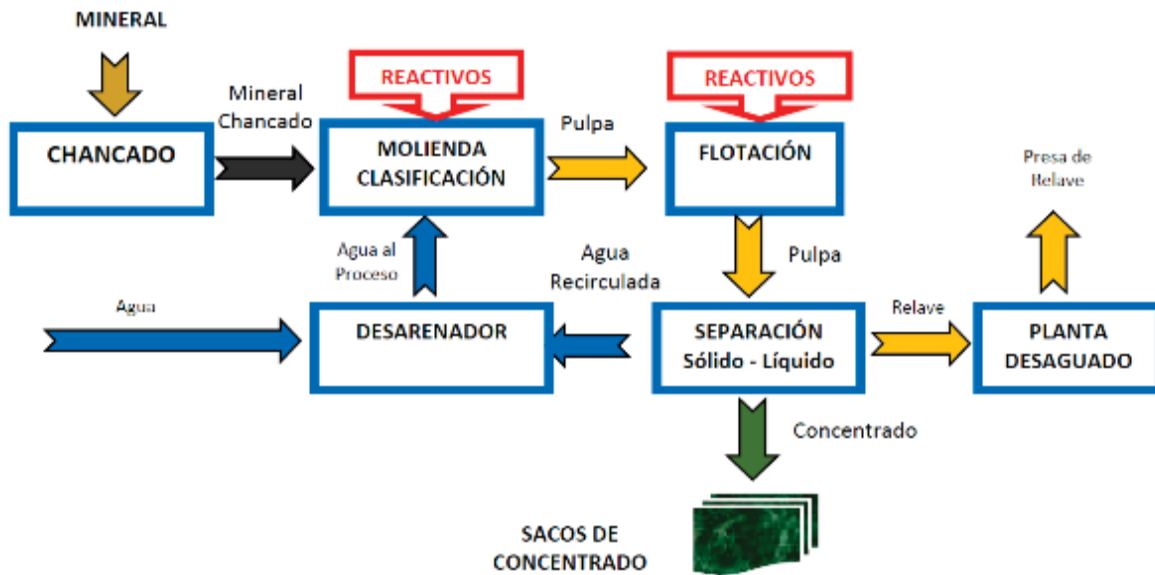 MINERAL
REACTIVOS
REACTIVOS
Mineral
Chancado
CHANCADO
MOLIENDA
CLASIFICACIÓN
Pulpa
FLOTACIÓN
Presa de
Relave
Agua al
Proceso
Agua
Recirculada
Pulpa
Agua
DESARENADOR
SEPARACIÓN
Sólido - Líquido
Relave
PLANTA
DESAGUADO
Concentrado
SACOS DE
CONCENTRADO